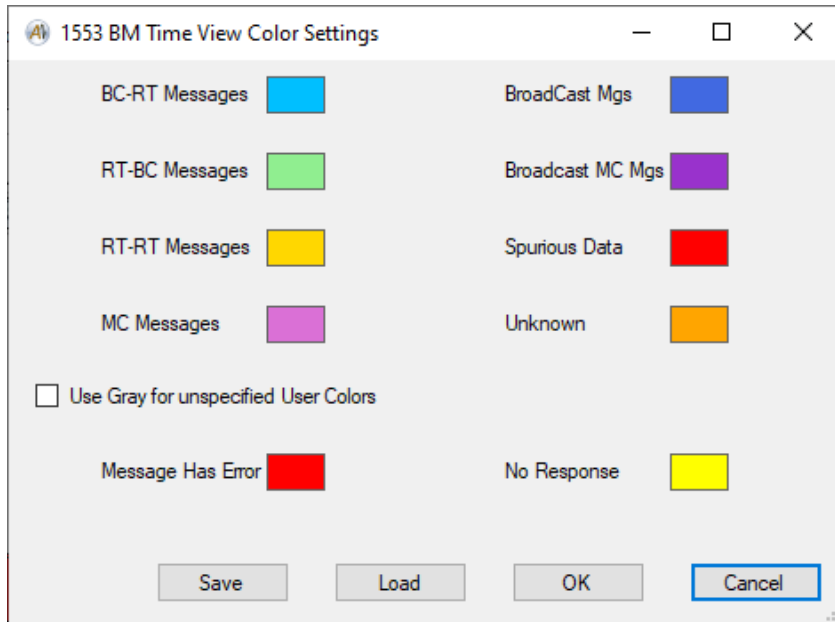 1553 BM Time View Color Settings
BC-RT Messages
BroadCast Mgs
RT-BC Messages
Broadcast MC Mgs
RT-RT Messages
Spurious Data
MC Messages
Unknown
Use Gray for unspecified User Colors
Message Has Error
No Response
Save
Load
OK
Cancel